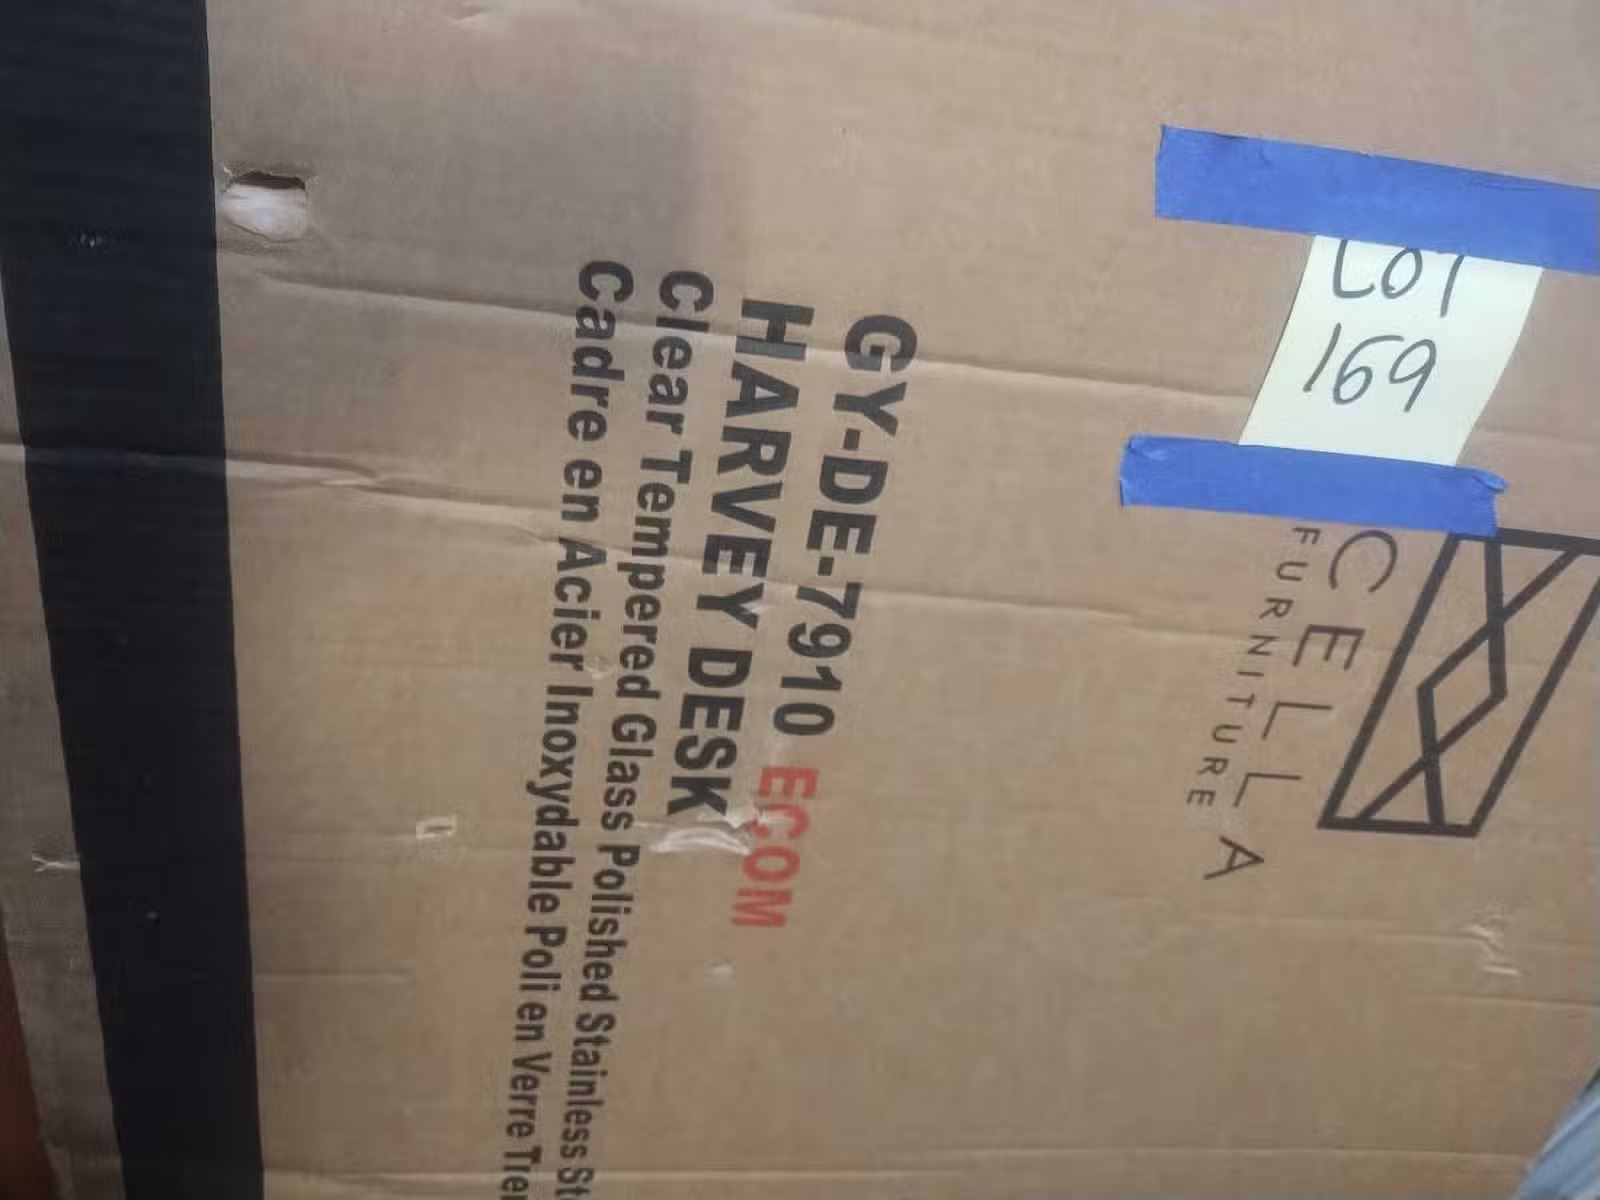 LOT
169
CELLA
FURNITURE
GY-DE-7910 ECOM
HARVEY DESK
Clear Tempered Glass Polished Stainless
Cadre en Acier Inoxydable Poli en Verre